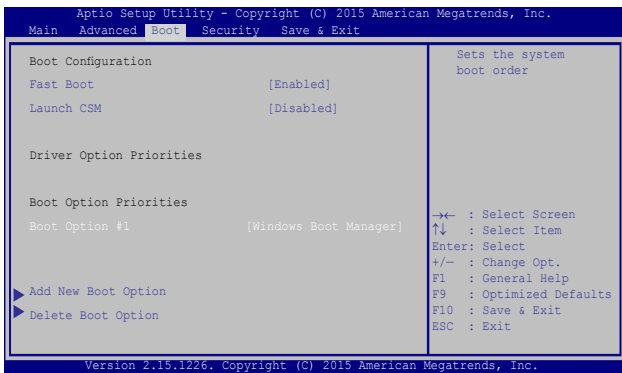 Aptio Setup Utility - Copyright (C) 2015 American Megatrends, Inc.
Main Advanced Boot Security Save & Exit
Boot Configuration
Fast Boot [Enabled]
Launch CSM [Disabled]
Driver Option Priorities
Boot Option Priorities
Boot Option #1 [Windows Boot Manager]
Add New Boot Option
Delete Boot Option
Sets the system
boot order
→← : Select Screen
↑↓ : Select Item
Enter: Select
+/− : Change Opt.
F1 : General Help
F9 : Optimized Defaults
F10 : Save & Exit
ESC : Exit
Version 2.15.1226. Copyright (C) 2015 American Megatrends, Inc.